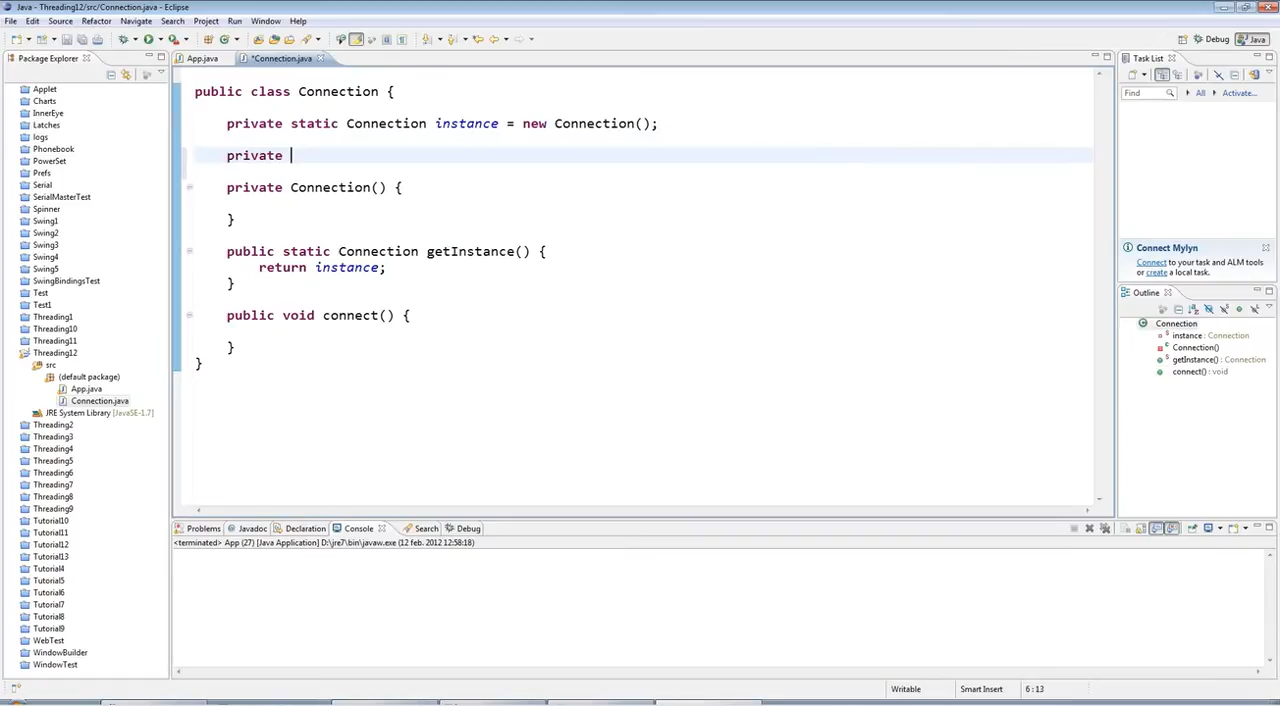 Java - Threading12/src/Connection.java - Eclipse
File Edit Source Refactor Navigate Search Project Run Window Help
Debug Java
Package Explorer
App.java *Connection.java
Task List
Applet
Charts
InnerEye
Latches
logs
Phonebook
PowerSet
Prefs
Serial
SerialMasterTest
Spinner
Swing1
Swing2
Swing3
Swing4
Swing5
SwingBindingsTest
Test
Test1
Threading1
Threading10
Threading11
Threading12
src
(default package)
App.java
Connection.java
JRE System Library [JavaSE-1.7]
Threading2
Threading3
Threading4
Threading5
Threading6
Threading7
Threading8
Threading9
Tutorial10
Tutorial11
Tutorial12
Tutorial13
Tutorial4
Tutorial5
Tutorial6
Tutorial7
Tutorial8
Tutorial9
WebTest
WindowBuilder
WindowTest
public class Connection {
private static Connection instance = new Connection();
private
private Connection() {
}
public static Connection getInstance() {
return instance;
}
public void connect() {
}
}
Find All Activate...
Connect Mylyn
Connect to your task and ALM tools
or create a local task.
Outline
Connection
instance : Connection
Connection()
getInstance() : Connection
connect() : void
Problems Javadoc Declaration Console Search Debug
<terminated> App (27) [Java Application] D:\jre7\bin\javaw.exe (12 feb. 2012 12:58:18)
Writable Smart Insert 6 : 13